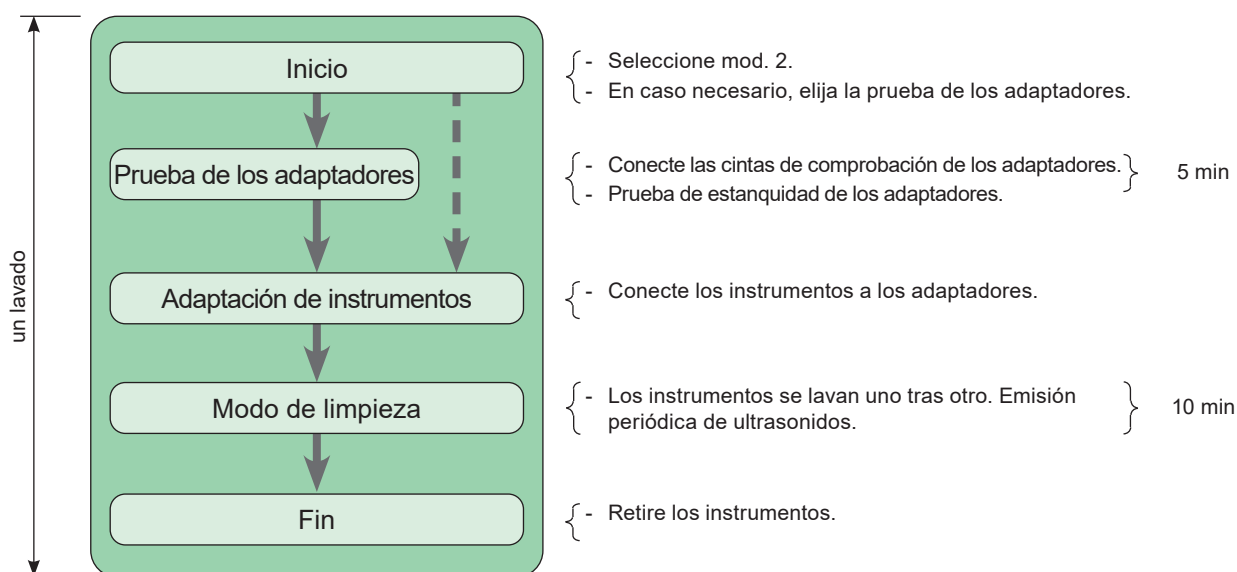 un lavado
Inicio
- Seleccione mod. 2.
- En caso necesario, elija la prueba de los adaptadores.
Prueba de los adaptadores
- Conecte las cintas de comprobación de los adaptadores.
- Prueba de estanquidad de los adaptadores.
5 min
Adaptación de instrumentos
- Conecte los instrumentos a los adaptadores.
Modo de limpieza
- Los instrumentos se lavan uno tras otro. Emisión
periódica de ultrasonidos.
10 min
Fin
- Retire los instrumentos.